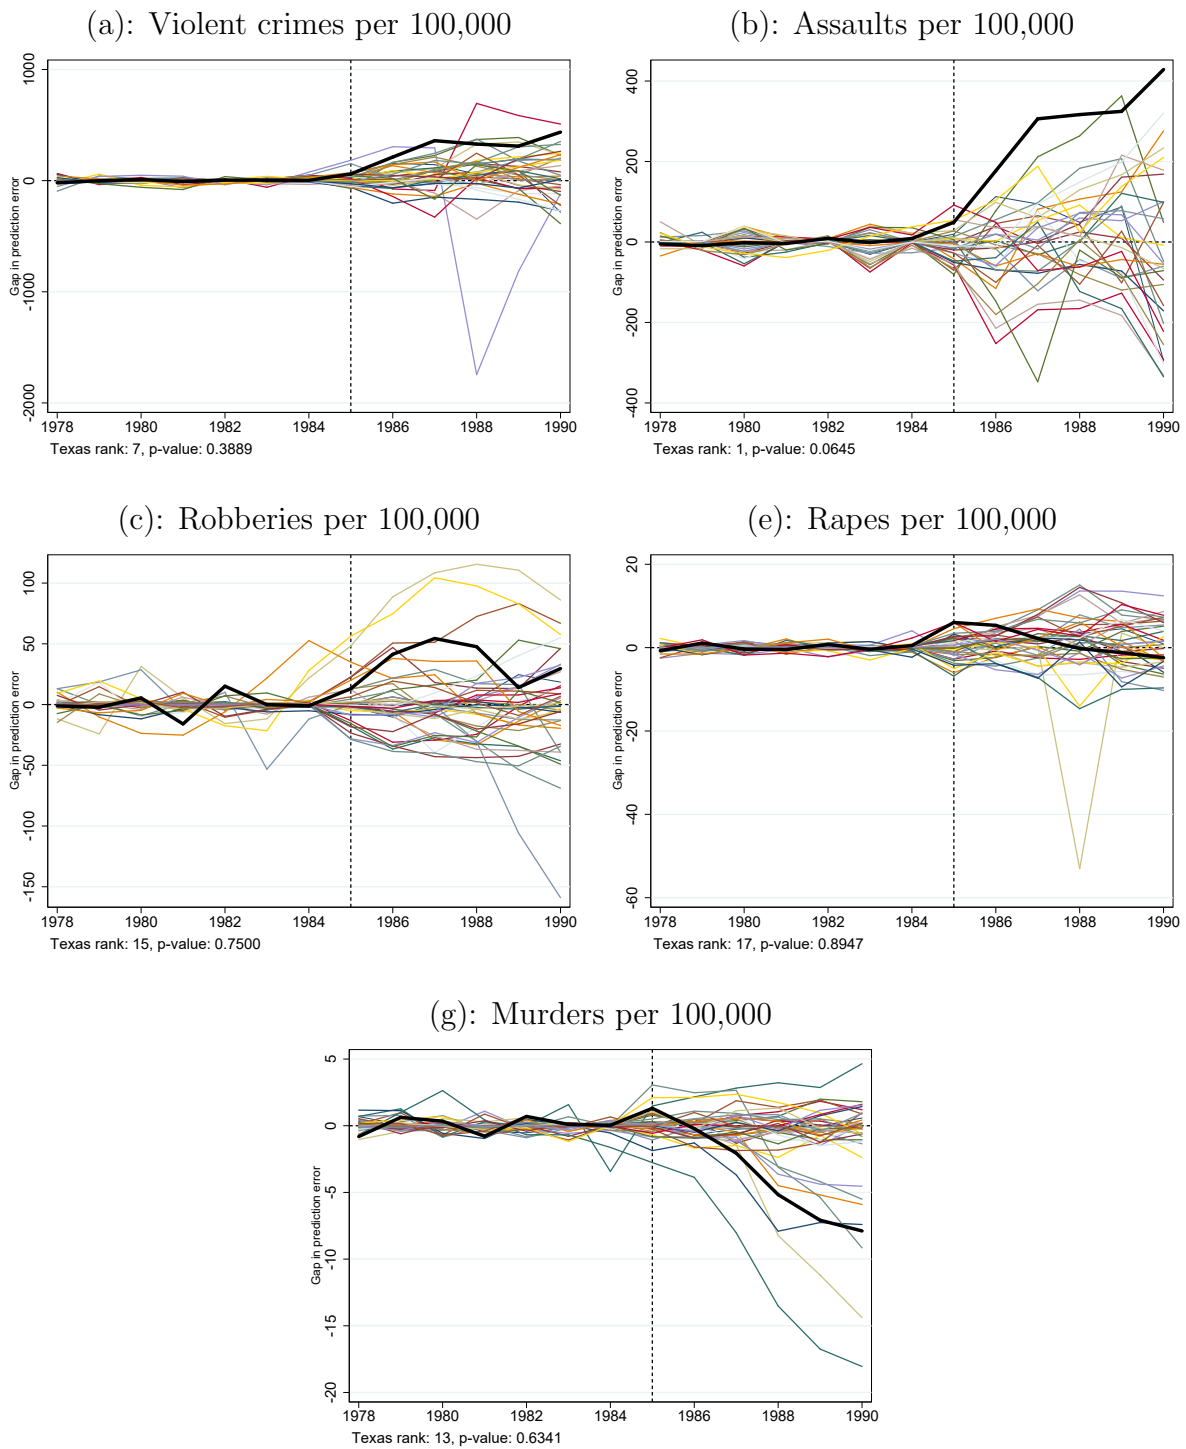 (a): Violent crimes per 100,000
Gap in prediction error
1000
0
-1000
-2000
1978 1980 1982 1984 1986 1988 1990
Texas rank: 7, p-value: 0.3889
(b): Assaults per 100,000
Gap in prediction error
400
200
0
-200
-400
1978 1980 1982 1984 1986 1988 1990
Texas rank: 1, p-value: 0.0645
(c): Robberies per 100,000
Gap in prediction error
100
50
0
-50
-100
-150
1978 1980 1982 1984 1986 1988 1990
Texas rank: 15, p-value: 0.7500
(e): Rapes per 100,000
Gap in prediction error
20
0
-20
-40
-60
1978 1980 1982 1984 1986 1988 1990
Texas rank: 17, p-value: 0.8947
(g): Murders per 100,000
Gap in prediction error
5
0
-5
-10
-15
-20
1978 1980 1982 1984 1986 1988 1990
Texas rank: 13, p-value: 0.6341